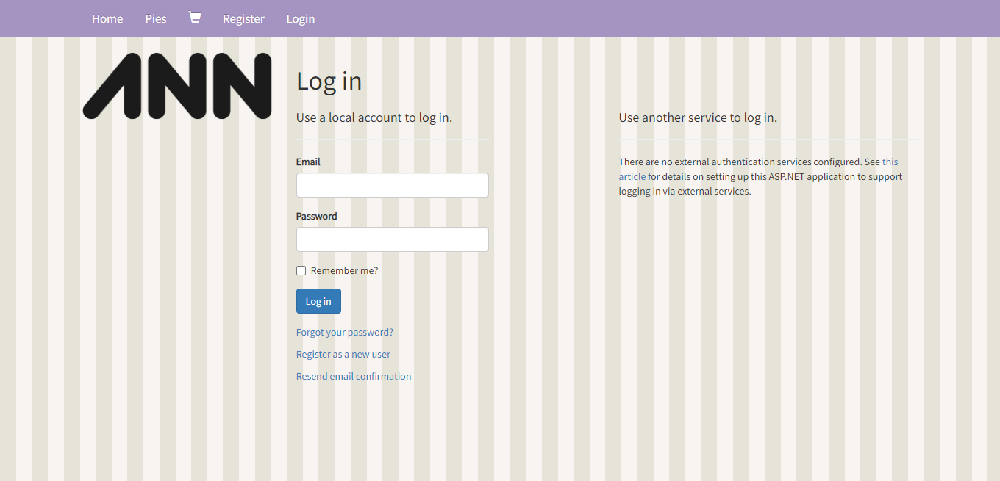 Home Pies Register Login
ANN
Log in
Use a local account to log in.
Email
Password
Remember me?
Log in
Forgot your password?
Register as a new user
Resend email confirmation
Use another service to log in.
There are no external authentication services configured. See this
article for details on setting up this ASP.NET application to support
logging in via external services.